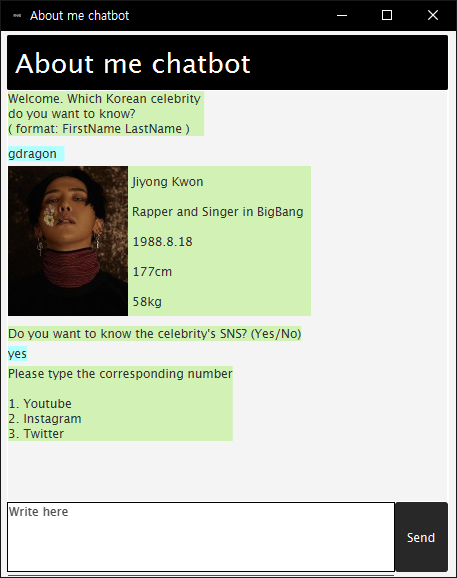 About me chatbot
About me chatbot
Welcome. Which Korean celebrity
do you want to know?
( format: FirstName LastName )
gdragon
Jiyong Kwon
Rapper and Singer in BigBang
1988.8.18
177cm
58kg
Do you want to know the celebrity's SNS? (Yes/No)
yes
Please type the corresponding number
1. Youtube
2. Instagram
3. Twitter
Write here
Send